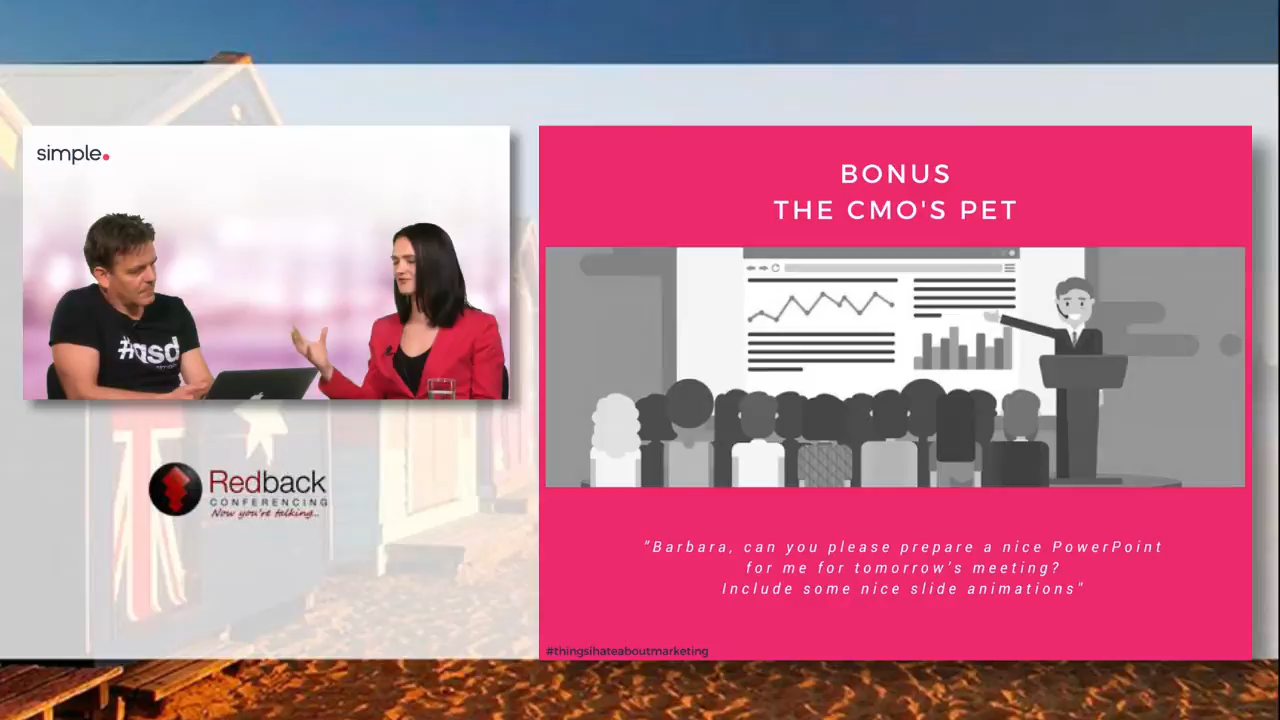 simple.
#asd
Redback
CONFERENCING
Now you're talking...
BONUS
THE CMO'S PET
"Barbara, can you please prepare a nice PowerPoint
for me for tomorrow's meeting?
Include some nice slide animations"
#thingsihateaboutmarketing